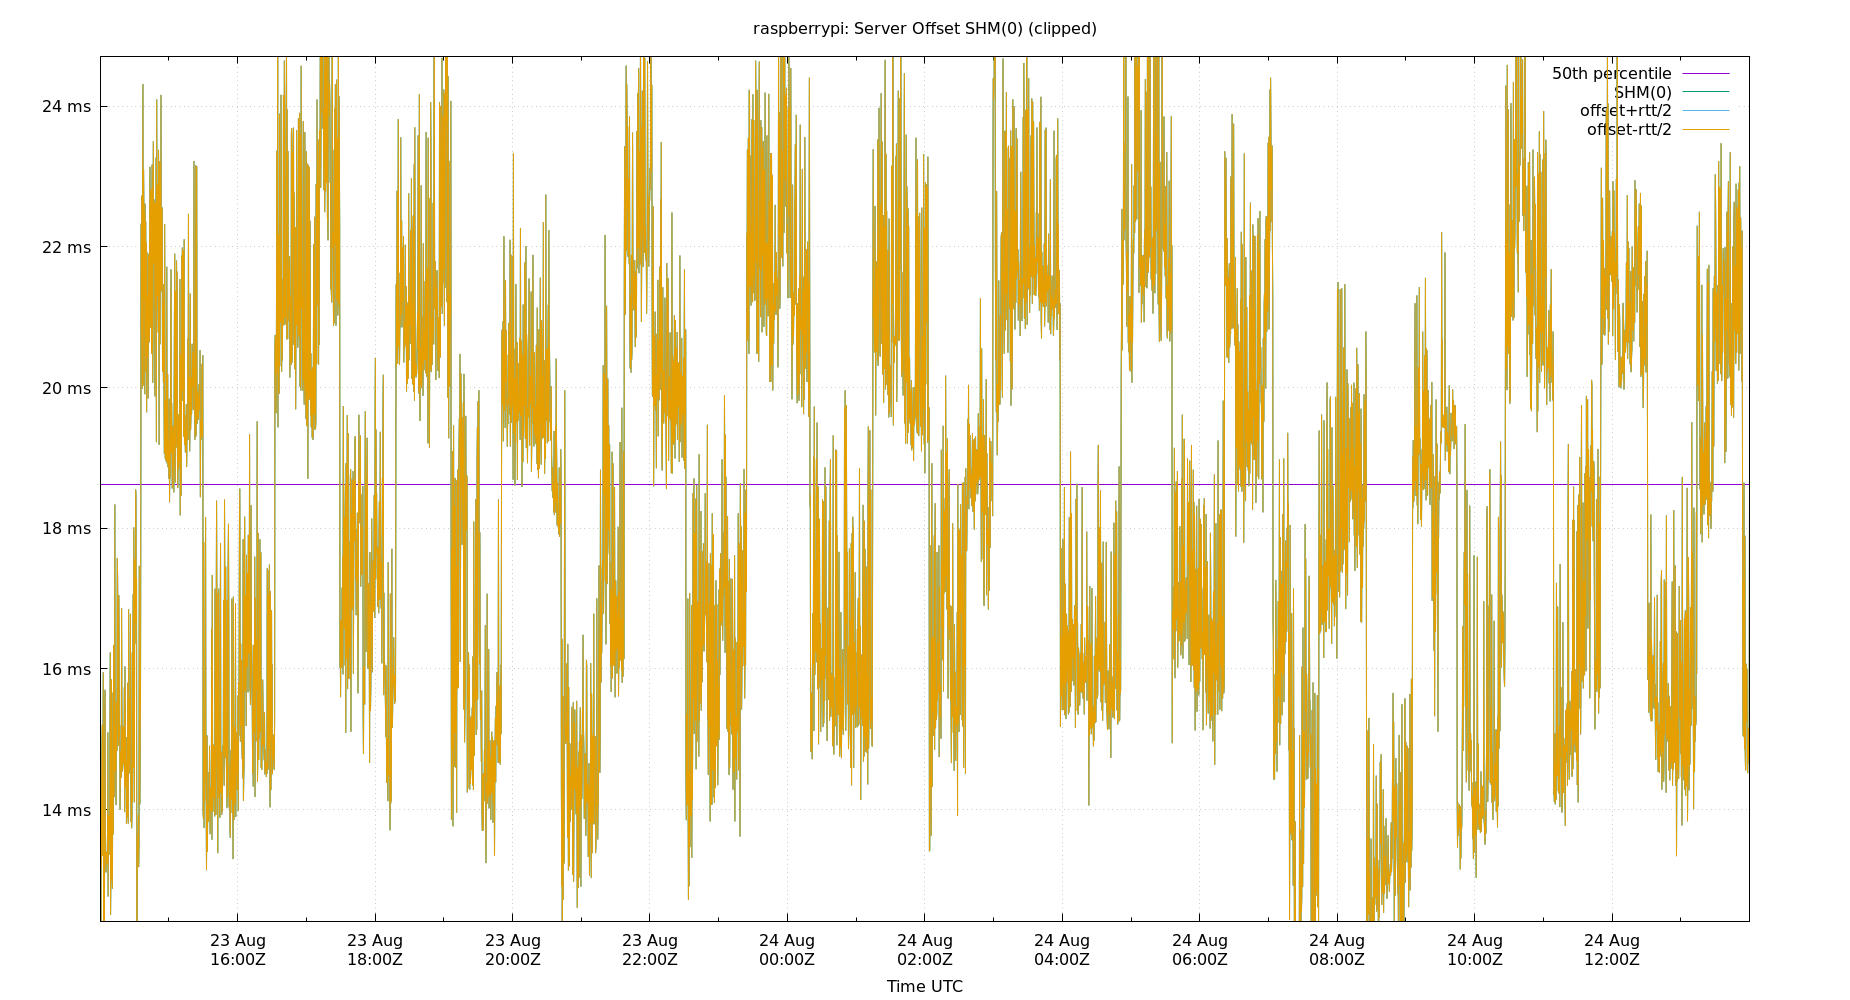 raspberrypi: Server Offset SHM(0) (clipped)
50th percentile
SHM(0)
offset+rtt/2
offset-rtt/2
24 ms
22 ms
20 ms
18 ms
16 ms
14 ms
23 Aug 23 Aug 23 Aug 23 Aug 24 Aug 24 Aug 24 Aug 24 Aug 24 Aug 24 Aug 24 Aug
16:00Z 18:00Z 20:00Z 22:00Z 00:00Z 02:00Z 04:00Z 06:00Z 08:00Z 10:00Z 12:00Z
Time UTC